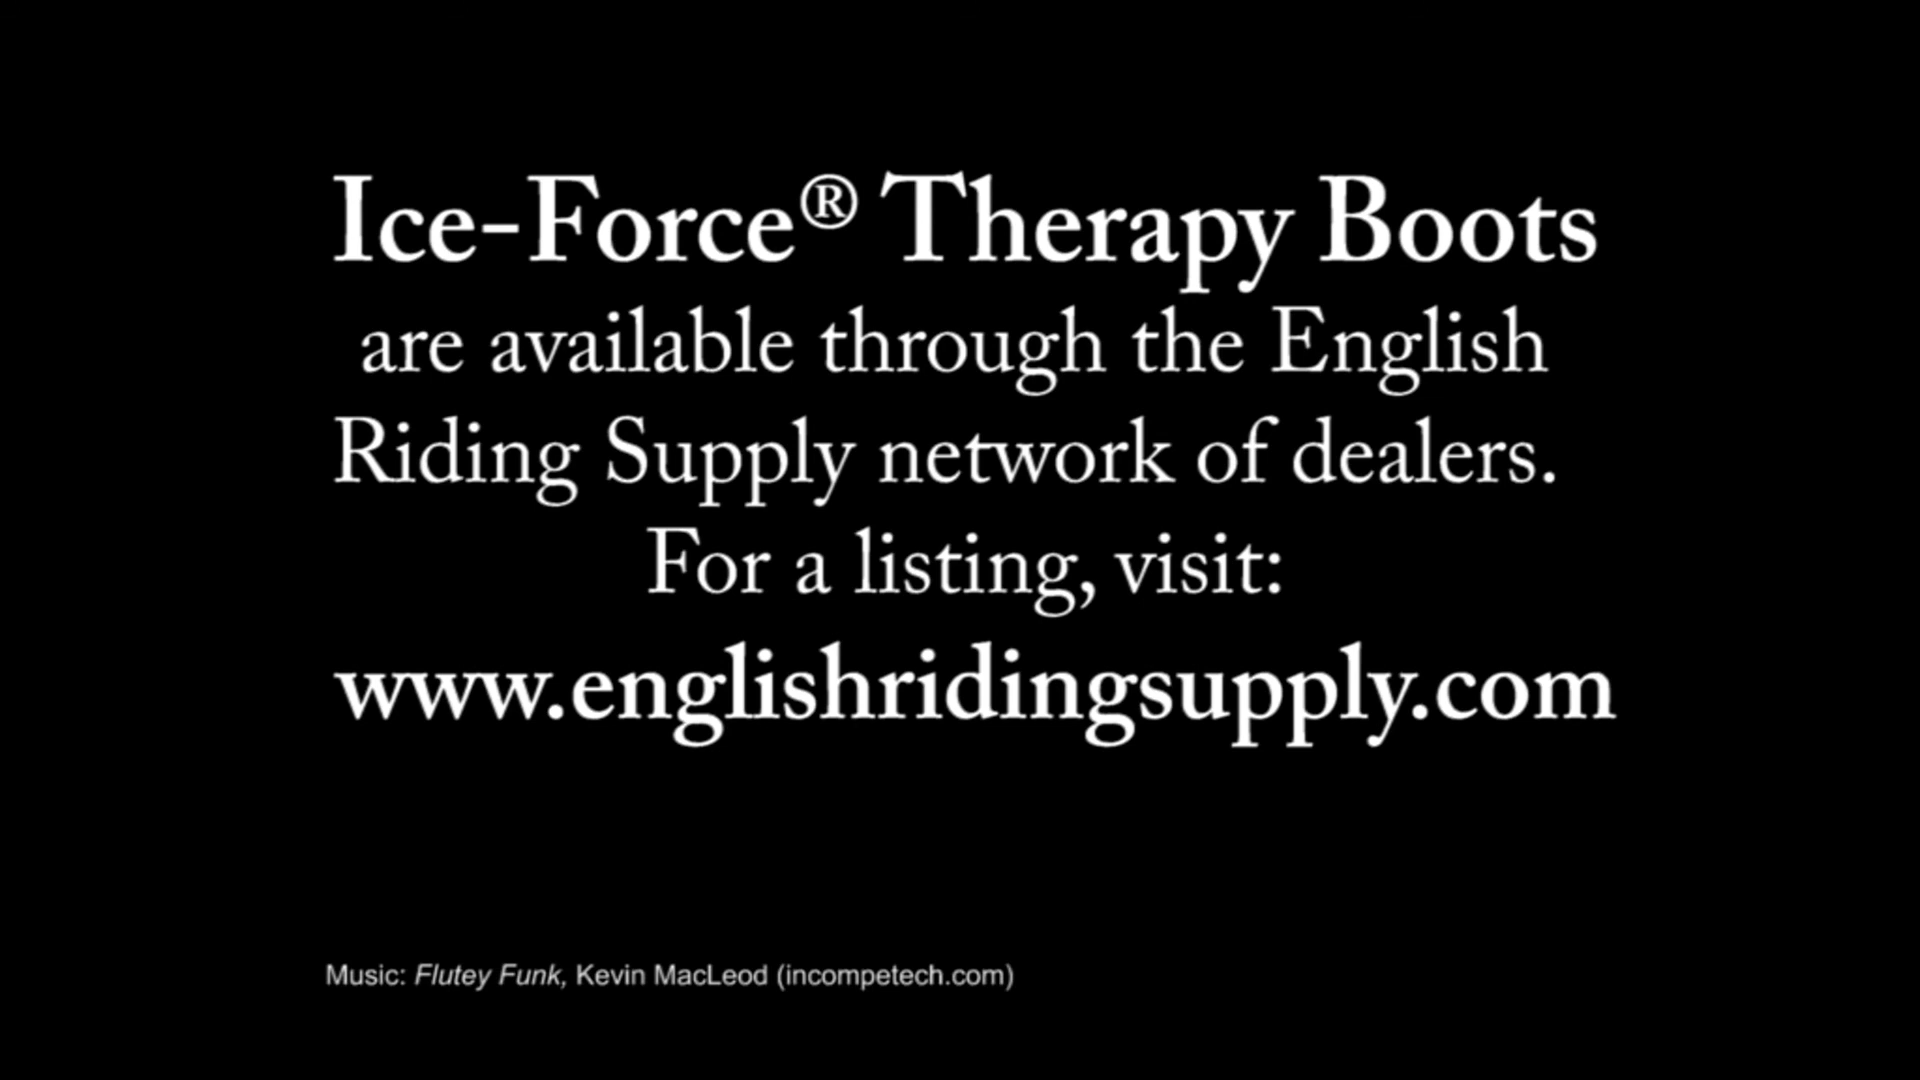 Ice-Force® Therapy Boots
are available through the English
Riding Supply network of dealers.
For a listing, visit:
www.englishridingsupply.com
Music: Flutey Funk, Kevin MacLeod (incompetech.com)